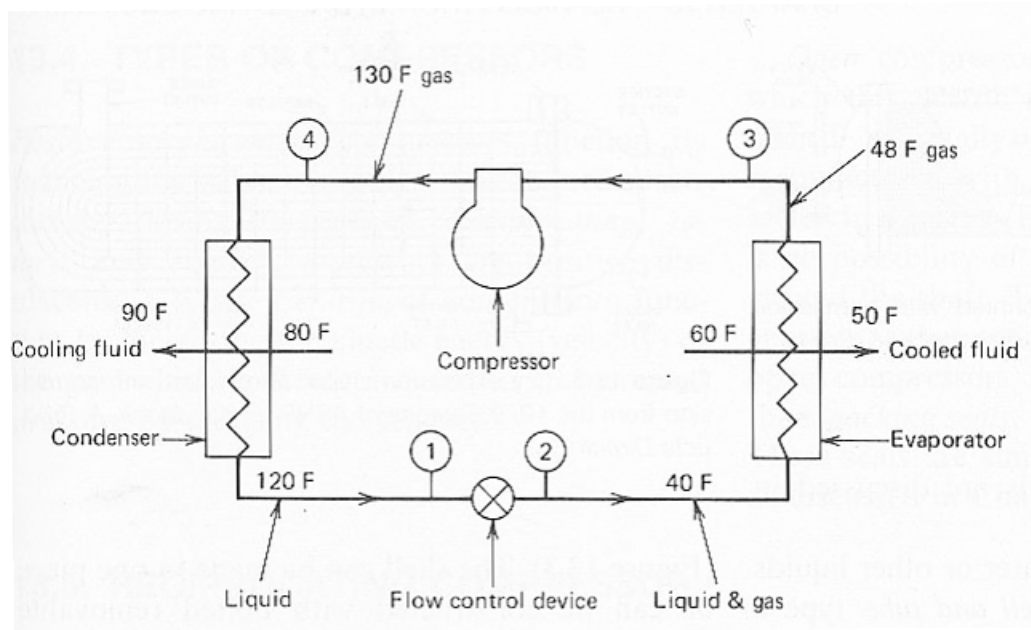 130 F gas
4
3
48 F gas
90 F
80 F
60 F
50 F
Cooling fluid
Compressor
Cooled fluid
Condenser
Evaporator
1
2
120 F
40 F
Liquid
Flow control device
Liquid & gas